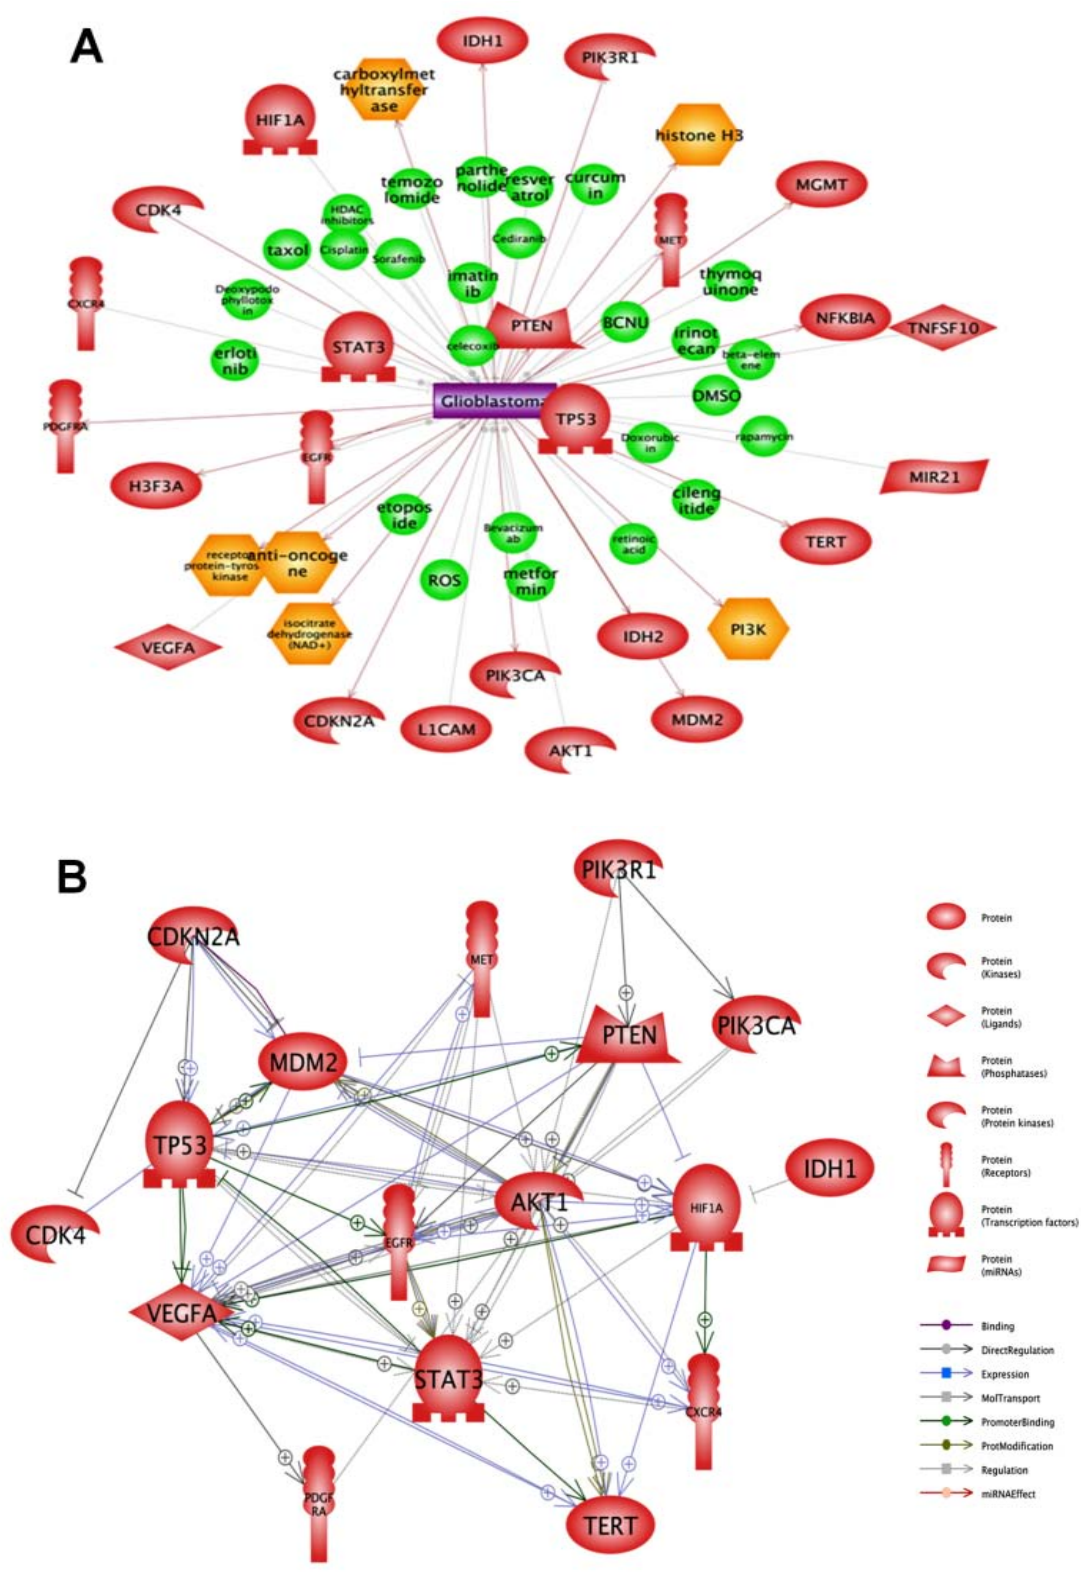 A
IDH1
PIK3R1
carboxylmet
hyltransfer
ase
HIF1A
histone H3
MGMT
CDK4
temozo
lomide
parthe
nolide
resver
atrol
curcum
in
HDAC
inhibitors
MET
taxol
Cisplatin
Sorafenib
Cediranib
CXCR4
Deoxypodo
phyllotox
in
imatin
ib
thymoq
uinone
PTEN
BCNU
NFKBIA
TNFSF10
erloti
nib
STAT3
celecoxib
irinot
ecan
beta-elem
ene
Glioblastoma
TP53
DMSO
PDGFRA
EGFR
Doxorubic
in
rapamycin
H3F3A
MIR21
etopos
ide
cileng
itide
Bevacizum
ab
retinoic
acid
TERT
receptor
protein-tyros
kinase
anti-oncoge
ne
ROS
metfor
min
VEGFA
isocitrate
dehydrogenase
(NAD+)
IDH2
PI3K
PIK3CA
CDKN2A
L1CAM
AKT1
MDM2
B
PIK3R1
CDKN2A
MET
PTEN
PIK3CA
MDM2
TP53
IDH1
AKT1
HIF1A
CDK4
EGFR
VEGFA
STAT3
CXCR4
PDGF
RA
TERT
Protein
Protein
(Kinases)
Protein
(Ligands)
Protein
(Phosphatases)
Protein
(Protein kinases)
Protein
(Receptors)
Protein
(Transcription factors)
Protein
(miRNAs)
Binding
DirectRegulation
Expression
MolTransport
PromoterBinding
ProtModification
Regulation
miRNAEffect